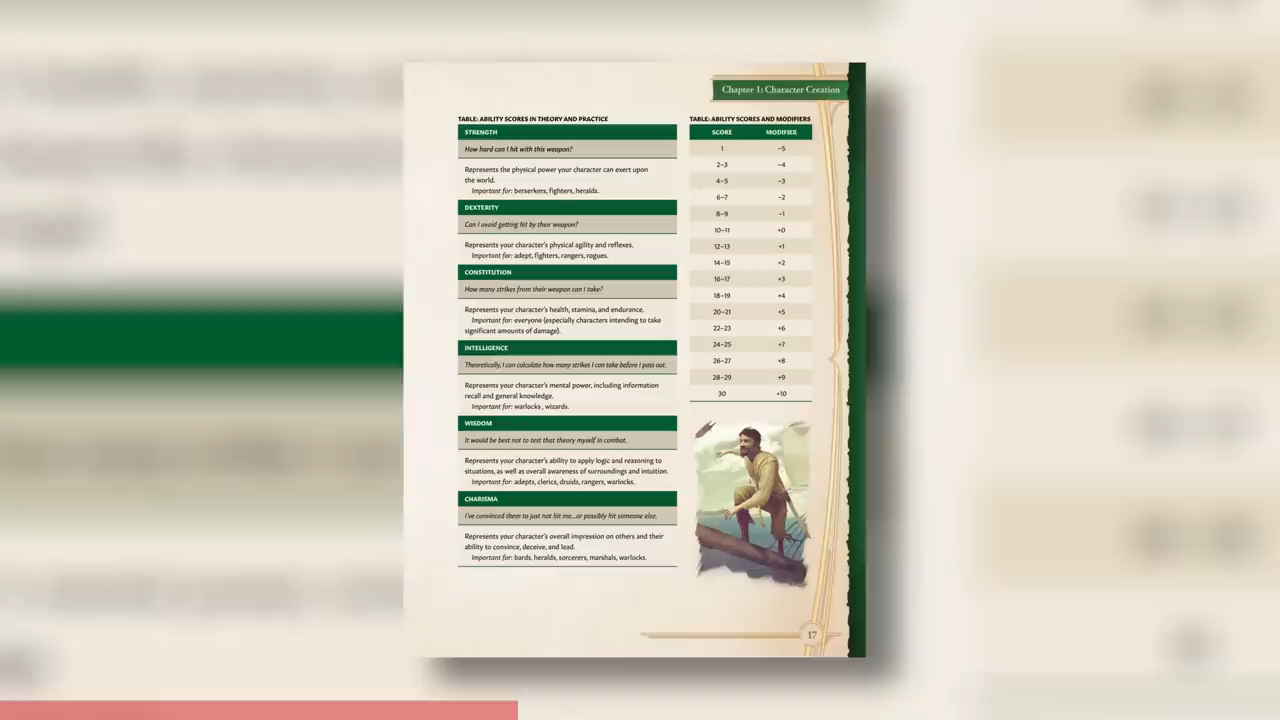 Chapter 1: Character Creation
TABLE: ABILITY SCORES IN THEORY AND PRACTICE
STRENGTH
How hard can I hit with this weapon?
Represents the physical power your character can exert upon
the world.
Important for: berserkers, fighters, heralds.
DEXTERITY
Can I avoid getting hit by their weapon?
Represents your character's physical agility and reflexes.
Important for: adept, fighters, rangers, rogues.
CONSTITUTION
How many strikes from their weapon can I take?
Represents your character's health, stamina, and endurance.
Important for: everyone (especially characters intending to take
significant amounts of damage).
INTELLIGENCE
Theoretically, I can calculate how many strikes I can take before I pass out.
Represents your character's mental power, including information
recall and general knowledge.
Important for: warlocks , wizards.
WISDOM
It would be best not to test that theory myself in combat.
Represents your character's ability to apply logic and reasoning to
situations, as well as overall awareness of surroundings and intuition.
Important for: adepts, clerics, druids, rangers, warlocks.
CHARISMA
I've convinced them to just not hit me...or possibly hit someone else.
Represents your character's overall impression on others and their
ability to convince, deceive, and lead.
Important for: bards, heralds, sorcerers, marshals, warlocks.
TABLE: ABILITY SCORES AND MODIFIERS
SCORE MODIFIER
1 −5
2–3 −4
4–5 −3
6–7 −2
8–9 −1
10–11 +0
12–13 +1
14–15 +2
16–17 +3
18–19 +4
20–21 +5
22–23 +6
24–25 +7
26–27 +8
28–29 +9
30 +10
17